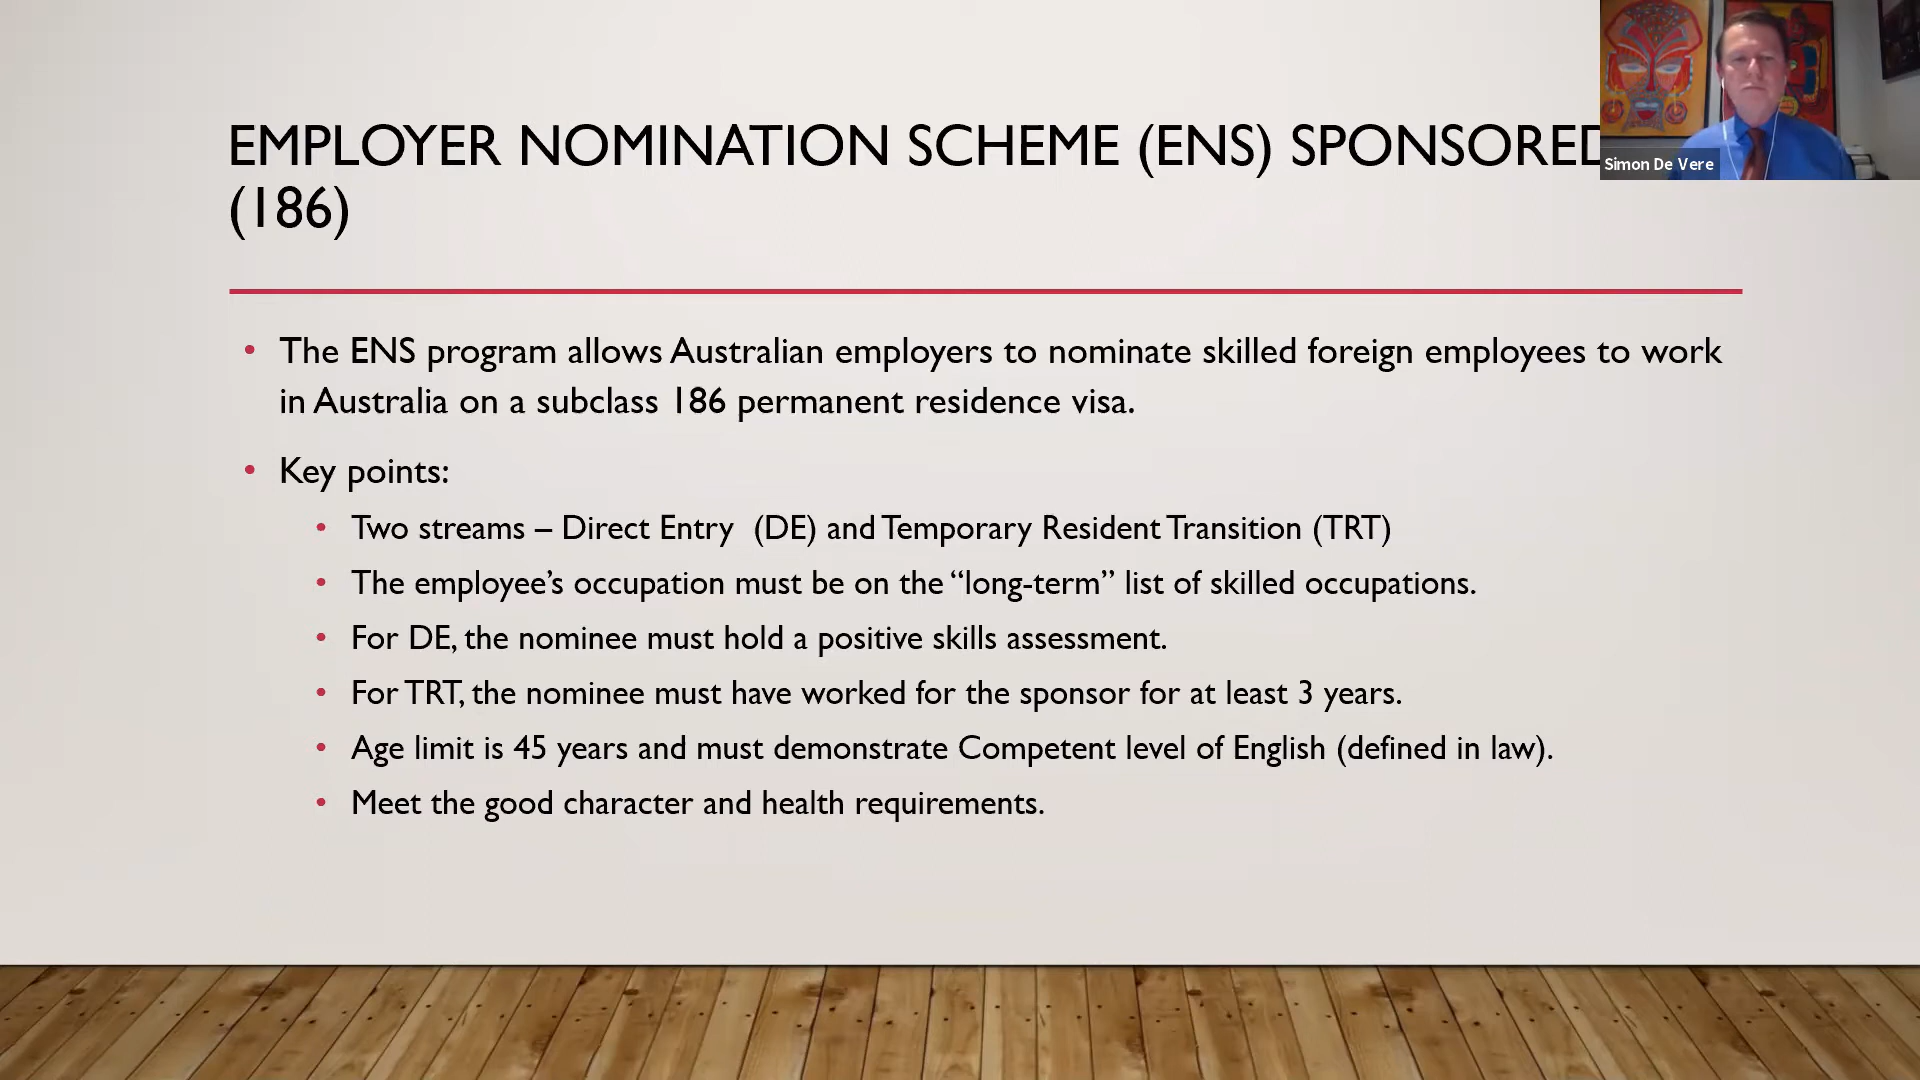 EMPLOYER NOMINATION SCHEME (ENS) SPONSORED
(186)
Simon De Vere
• The ENS program allows Australian employers to nominate skilled foreign employees to work
in Australia on a subclass 186 permanent residence visa.
• Key points:
• Two streams – Direct Entry (DE) and Temporary Resident Transition (TRT)
• The employee’s occupation must be on the “long-term” list of skilled occupations.
• For DE, the nominee must hold a positive skills assessment.
• For TRT, the nominee must have worked for the sponsor for at least 3 years.
• Age limit is 45 years and must demonstrate Competent level of English (defined in law).
• Meet the good character and health requirements.